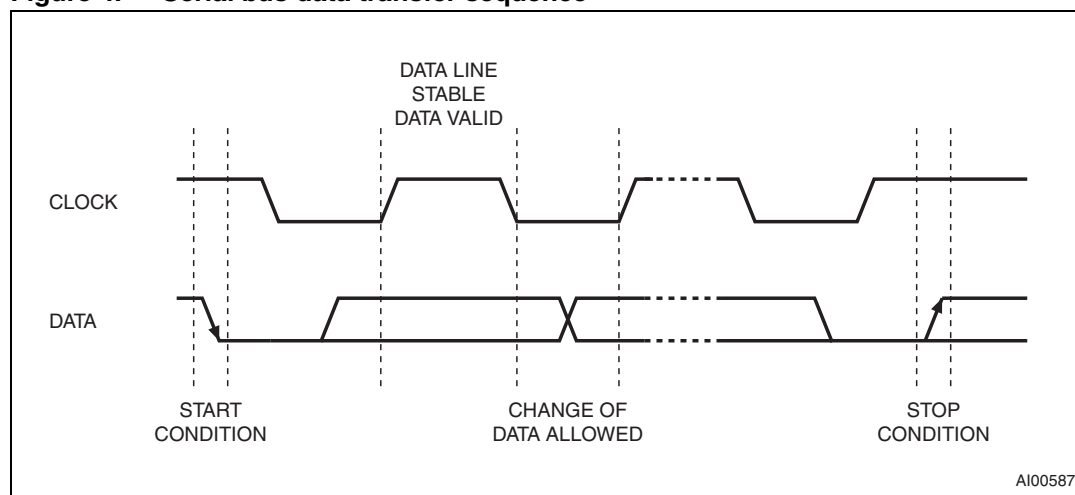 Figure 4. Serial bus data transfer sequence
DATA LINE
STABLE
DATA VALID
CLOCK
DATA
START
CONDITION
CHANGE OF
DATA ALLOWED
STOP
CONDITION
AI00587